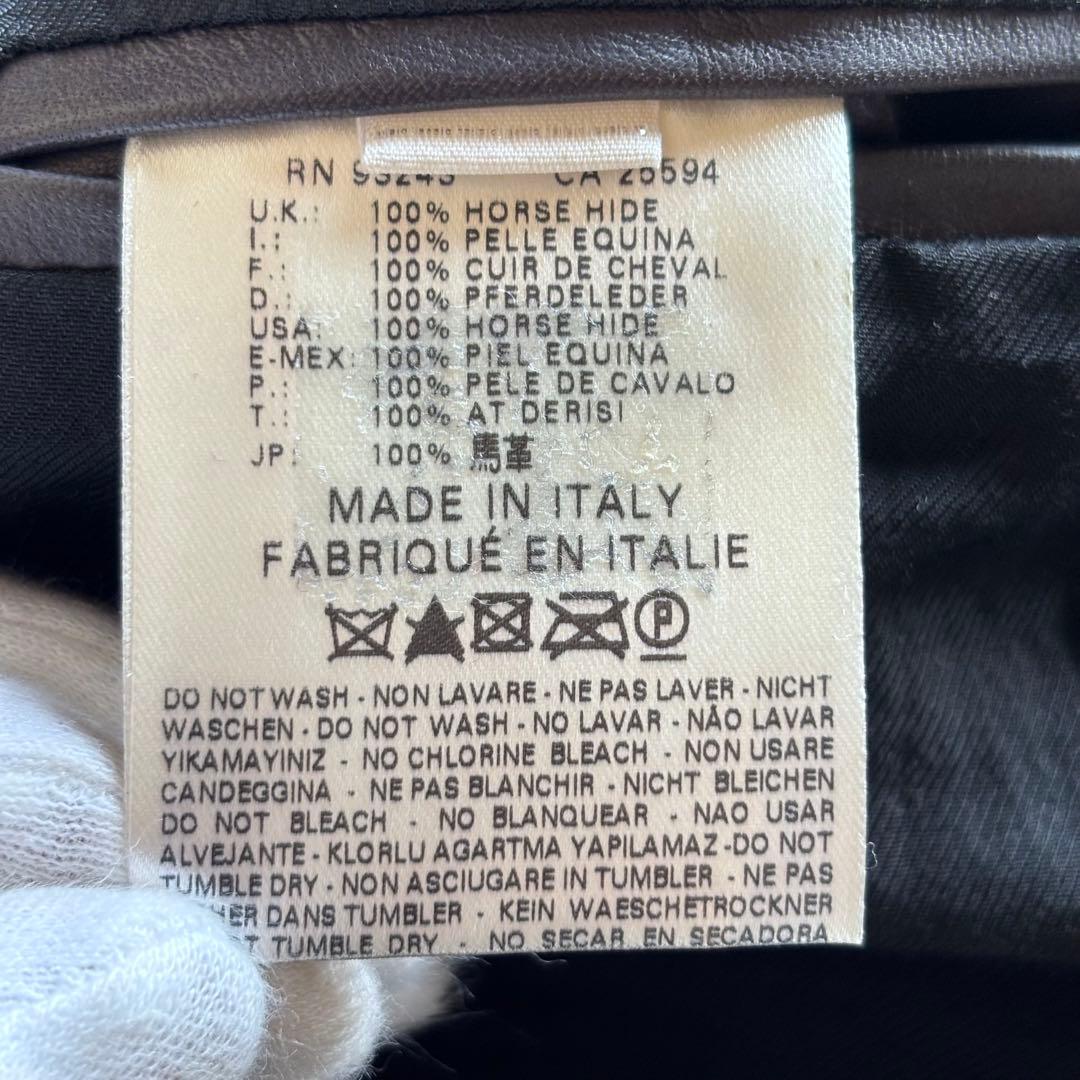 RN 93243 CA 25594
U.K.: 100% HORSE HIDE
I.: 100% PELLE EQUINA
F.: 100% CUIR DE CHEVAL
D.: 100% PFERDELEDER
USA: 100% HORSE HIDE
E-MEX: 100% PIEL EQUINA
P.: 100% PELE DE CAVALO
T.: 100% AT DERISI
JP: 100% 馬革
MADE IN ITALY
FABRIQUÉ EN ITALIE
P
DO NOT WASH - NON LAVARE - NE PAS LAVER - NICHT
WASCHEN - DO NOT WASH - NO LAVAR - NÃO LAVAR
YIKAMAYINIZ - NO CHLORINE BLEACH - NON USARE
CANDEGGINA - NE PAS BLANCHIR - NICHT BLEICHEN
DO NOT BLEACH - NO BLANQUEAR - NAO USAR
ALVEJANTE - KLORLU AGARTMA YAPILAMAZ -DO NOT
TUMBLE DRY - NON ASCIUGARE IN TUMBLER - NE PAS
DANS TUMBLER - KEIN WAESCHETROCKNER
TUMBLE DRY - NO SECAR EN SECADORA